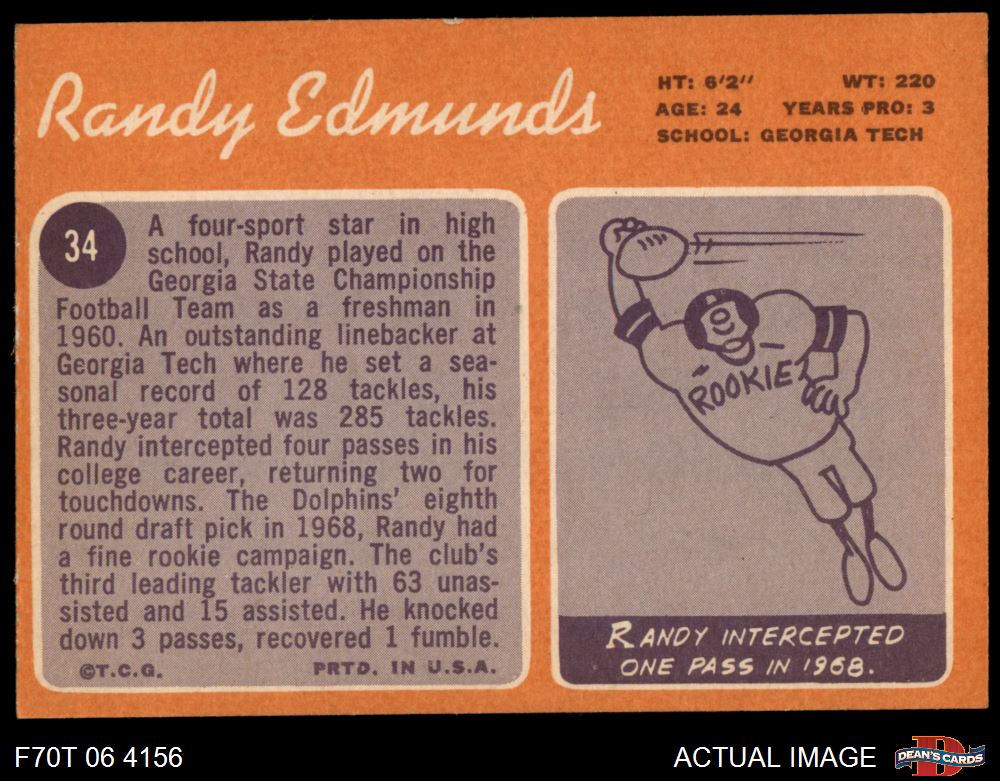 Randy Edmunds
HT: 6'2" WT: 220
AGE: 24 YEARS PRO: 3
SCHOOL: GEORGIA TECH
34
A four-sport star in high
school, Randy played on the
Georgia State Championship
Football Team as a freshman in
1960. An outstanding linebacker at
Georgia Tech where he set a sea-
sonal record of 128 tackles, his
three-year total was 285 tackles.
Randy intercepted four passes in his
college career, returning two for
touchdowns. The Dolphins' eighth
round draft pick in 1968, Randy had
a fine rookie campaign. The club's
third leading tackler with 63 unas-
sisted and 15 assisted. He knocked
down 3 passes, recovered 1 fumble.
©T.C.G. PRTD. IN U.S.A.
"ROOKIE"
RANDY INTERCEPTED
ONE PASS IN 1968.
F70T 06 4156
ACTUAL IMAGE
D
DEAN'S CARDS